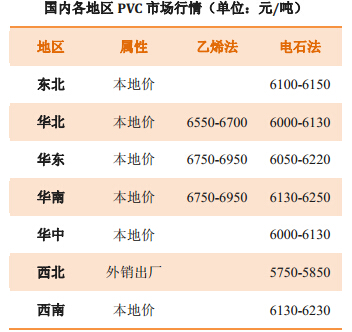 国内各地区 PVC 市场行情（单位：元/吨）
地区 属性 乙烯法 电石法
东北 本地价 6100-6150
华北 本地价 6550-6700 6000-6130
华东 本地价 6750-6950 6050-6220
华南 本地价 6750-6950 6130-6250
华中 本地价 6000-6130
西北 外销出厂 5750-5850
西南 本地价 6130-6230